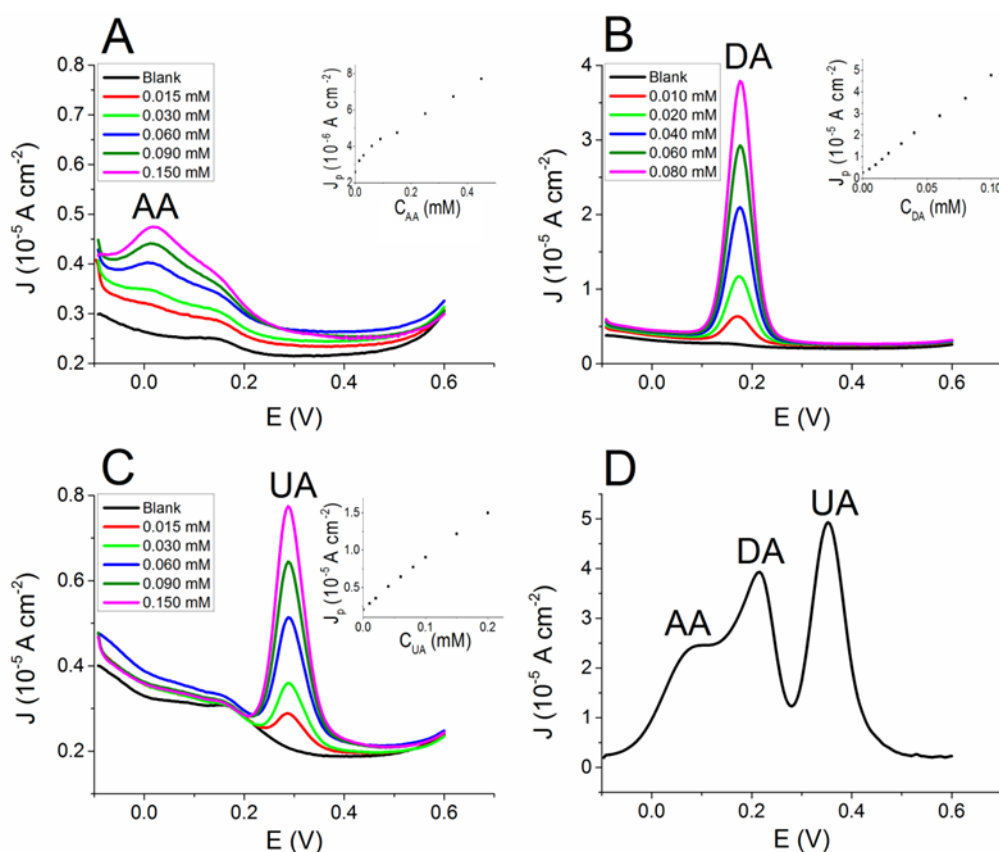 A
J (10-5 A cm-2)
0.8
0.7
0.6
0.5
0.4
0.3
0.2
Blank
0.015 mM
0.030 mM
0.060 mM
0.090 mM
0.150 mM
AA
Jp (10-6 A cm-2)
8
6
4
2
0.0 0.2 0.4
CAA (mM)
0.0 0.2 0.4 0.6
E (V)
B
J (10-5 A cm-2)
4
3
2
1
0
Blank
0.010 mM
0.020 mM
0.040 mM
0.060 mM
0.080 mM
DA
Jp (10-5 A cm-2)
5
4
3
2
1
0
0.00 0.05 0.10
CDA (mM)
0.0 0.2 0.4 0.6
E (V)
C
J (10-5 A cm-2)
0.8
0.6
0.4
0.2
Blank
0.015 mM
0.030 mM
0.060 mM
0.090 mM
0.150 mM
UA
Jp (10-5 A cm-2)
1.5
1.0
0.5
0.0 0.1 0.2
CUA (mM)
0.0 0.2 0.4 0.6
E (V)
D
J (10-5 A cm-2)
5
4
3
2
1
0
AA
DA
UA
0.0 0.2 0.4 0.6
E (V)